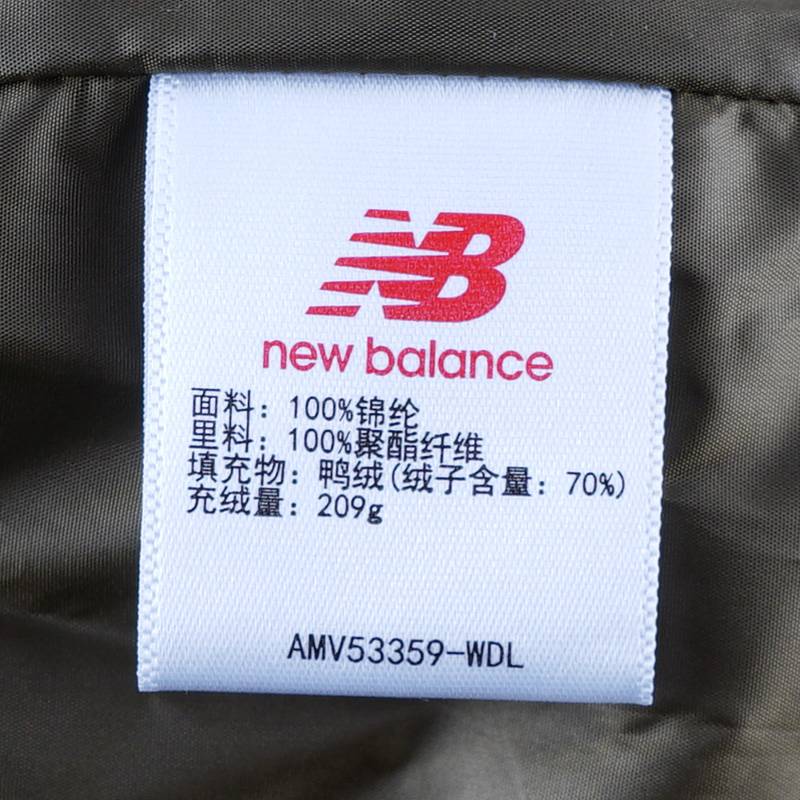 NB
new balance
面料：100%锦纶
里料：100%聚酯纤维
填充物：鸭绒(绒子含量：70%)
充绒量：209g
AMV53359-WDL